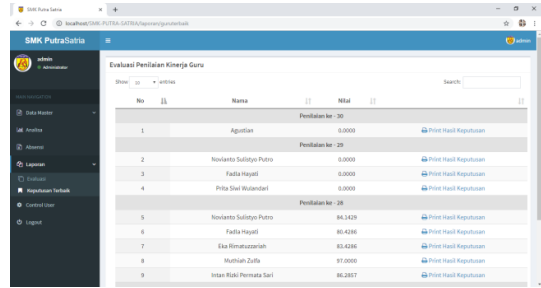 SMK Putra Satria
localhost/SMK-PUTRA-SATRIA/laporan/guruterbaik
SMK PutraSatria
admin
admin
Administrator
MAIN NAVIGATION
Data Master
Analisa
Absensi
Laporan
Evaluasi
Keputusan Terbaik
Control User
Logout
Evaluasi Penilaian Kinerja Guru
Show 10 entries
Search:
No Nama Nilai
Penilaian ke - 30
1 Agustian 0.0000 Print Hasil Keputusan
Penilaian ke - 29
2 Novianto Sulistyo Putro 0.0000 Print Hasil Keputusan
3 Fadla Hayati 0.0000 Print Hasil Keputusan
4 Prita Siwi Wulandari 0.0000 Print Hasil Keputusan
Penilaian ke - 28
5 Novianto Sulistyo Putro 84.1429 Print Hasil Keputusan
6 Fadla Hayati 80.4286 Print Hasil Keputusan
7 Eka Rimatuzzariah 83.4286 Print Hasil Keputusan
8 Muthiah Zulfa 97.0000 Print Hasil Keputusan
9 Intan Rizki Permata Sari 86.2857 Print Hasil Keputusan